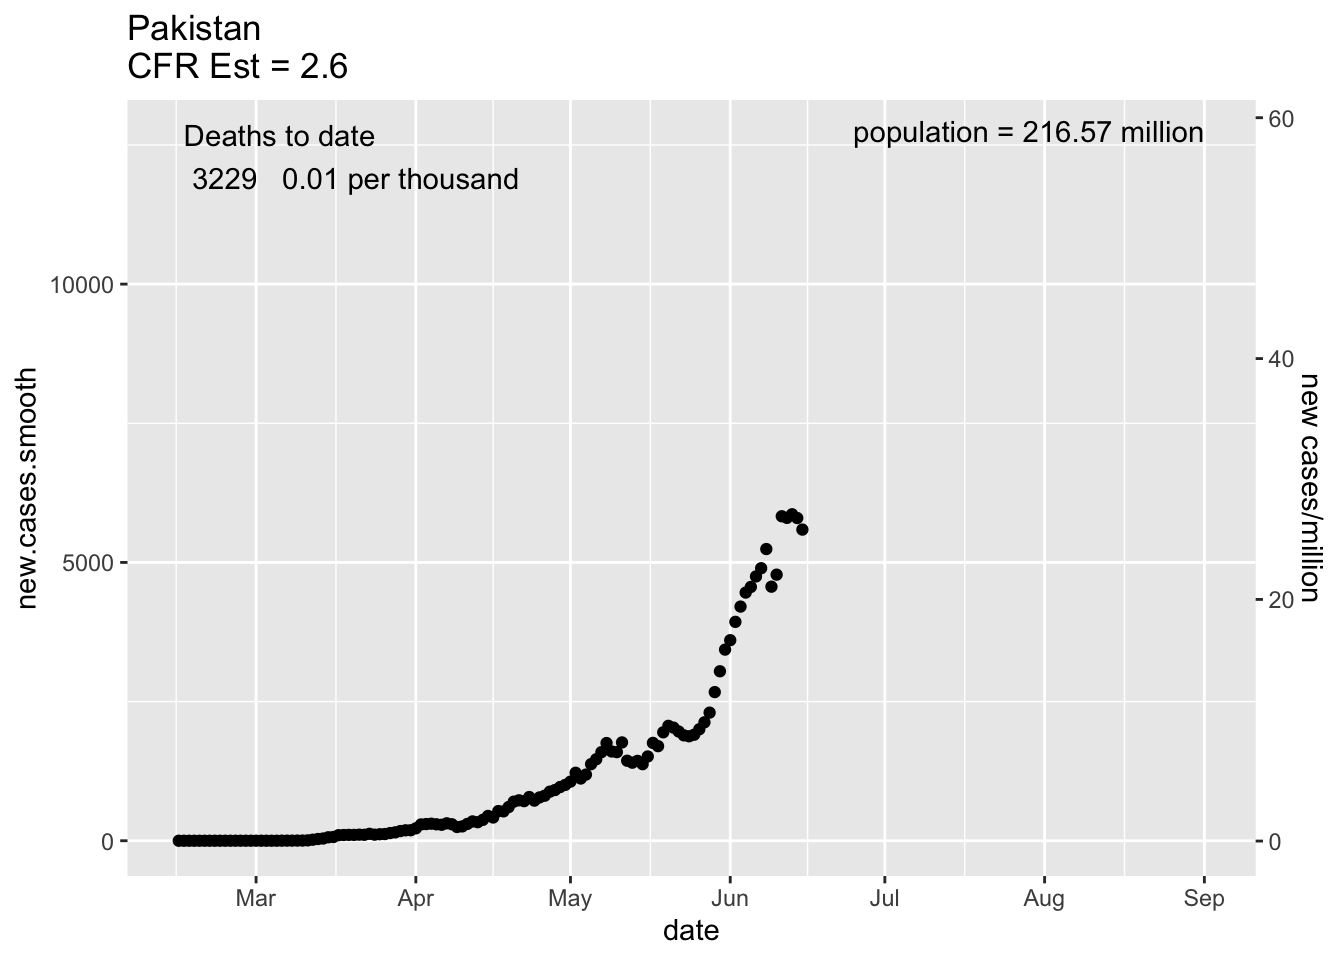 Pakistan
CFR Est = 2.6
Deaths to date
3229   0.01 per thousand
population = 216.57 million
new.cases.smooth
10000
5000
0
60
40
20
0
new cases/million
Mar Apr May Jun Jul Aug Sep
date